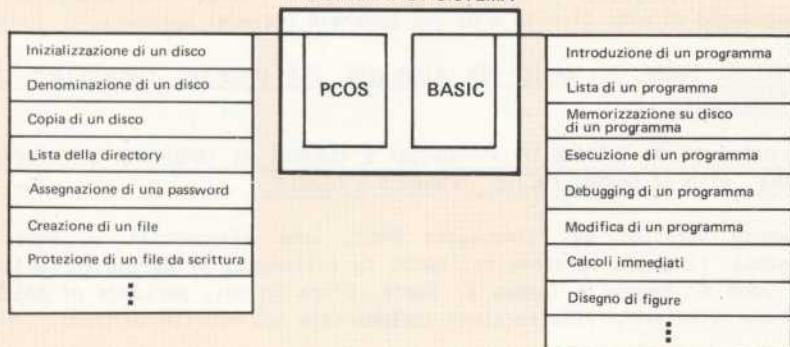 Inizializzazione di un disco
Denominazione di un disco
Copia di un disco
Lista della directory
Assegnazione di una password
Creazione di un file
Protezione di un file da scrittura
PCOS
BASIC
Introduzione di un programma
Lista di un programma
Memorizzazione su disco
di un programma
Esecuzione di un programma
Debugging di un programma
Modifica di un programma
Calcoli immediati
Disegno di figure